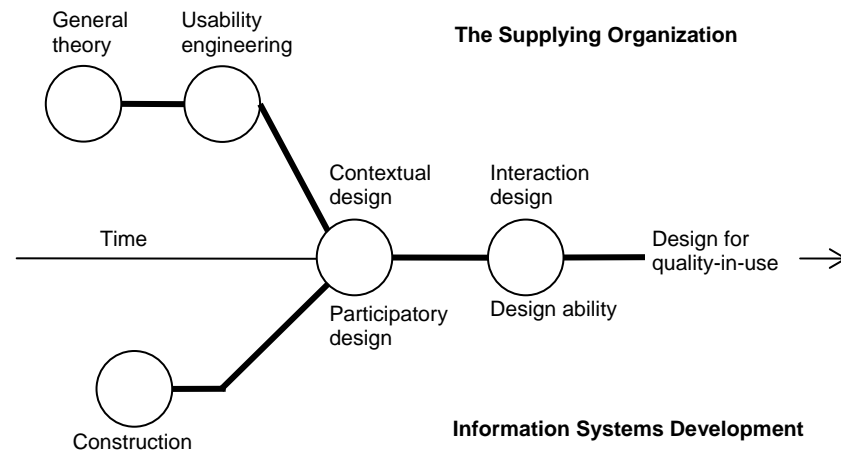 General
theory
Usability
engineering
The Supplying Organization
Contextual
design
Interaction
design
Time
Design for
quality-in-use
Participatory
design
Design ability
Construction
Information Systems Development